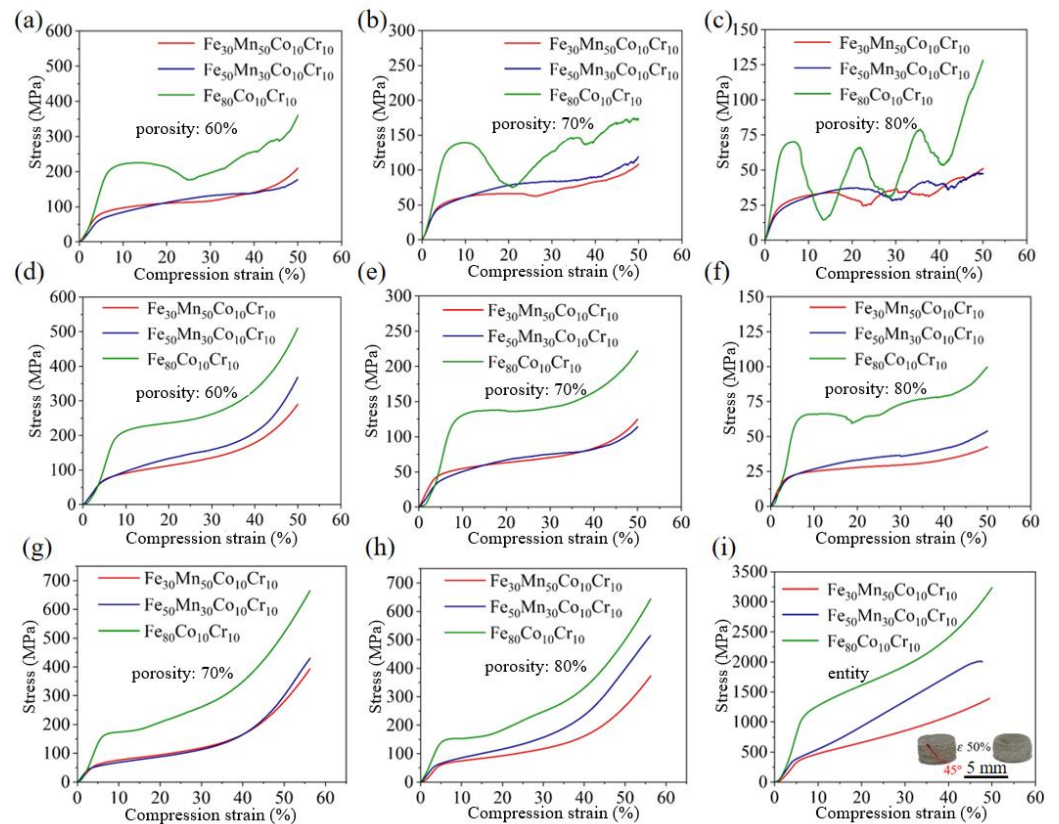 (a)
600
500
400
300
200
100
0
Stress (MPa)
Fe₃₀Mn₅₀Co₁₀Cr₁₀
Fe₅₀Mn₃₀Co₁₀Cr₁₀
Fe₈₀Co₁₀Cr₁₀
porosity: 60%
0 10 20 30 40 50 60
Compression strain (%)
(b)
300
250
200
150
100
50
0
Stress (MPa)
Fe₃₀Mn₅₀Co₁₀Cr₁₀
Fe₅₀Mn₃₀Co₁₀Cr₁₀
Fe₈₀Co₁₀Cr₁₀
porosity: 70%
0 10 20 30 40 50 60
Compression strain (%)
(c)
150
125
100
75
50
25
0
Stress (MPa)
Fe₃₀Mn₅₀Co₁₀Cr₁₀
Fe₅₀Mn₃₀Co₁₀Cr₁₀
Fe₈₀Co₁₀Cr₁₀
porosity: 80%
0 10 20 30 40 50 60
Compression strain(%)
(d)
600
500
400
300
200
100
0
Stress (MPa)
Fe₃₀Mn₅₀Co₁₀Cr₁₀
Fe₅₀Mn₃₀Co₁₀Cr₁₀
Fe₈₀Co₁₀Cr₁₀
porosity: 60%
0 10 20 30 40 50 60
Compression strain (%)
(e)
300
250
200
150
100
50
0
Stress (MPa)
Fe₃₀Mn₅₀Co₁₀Cr₁₀
Fe₅₀Mn₃₀Co₁₀Cr₁₀
Fe₈₀Co₁₀Cr₁₀
porosity: 70%
0 10 20 30 40 50 60
Compression strain (%)
(f)
150
125
100
75
50
25
0
Stress (MPa)
Fe₃₀Mn₅₀Co₁₀Cr₁₀
Fe₅₀Mn₃₀Co₁₀Cr₁₀
Fe₈₀Co₁₀Cr₁₀
porosity: 80%
0 10 20 30 40 50 60
Compression strain (%)
(g)
700
600
500
400
300
200
100
0
Stress (MPa)
Fe₃₀Mn₅₀Co₁₀Cr₁₀
Fe₅₀Mn₃₀Co₁₀Cr₁₀
Fe₈₀Co₁₀Cr₁₀
porosity: 70%
0 10 20 30 40 50 60
Compression strain (%)
(h)
700
600
500
400
300
200
100
0
Stress (MPa)
Fe₃₀Mn₅₀Co₁₀Cr₁₀
Fe₅₀Mn₃₀Co₁₀Cr₁₀
Fe₈₀Co₁₀Cr₁₀
porosity: 80%
0 10 20 30 40 50 60
Compression strain (%)
(i)
3500
3000
2500
2000
1500
1000
500
0
Stress (MPa)
Fe₃₀Mn₅₀Co₁₀Cr₁₀
Fe₅₀Mn₃₀Co₁₀Cr₁₀
Fe₈₀Co₁₀Cr₁₀
entity
ε 50%
45° 5 mm
0 10 20 30 40 50 60
Compression strain (%)